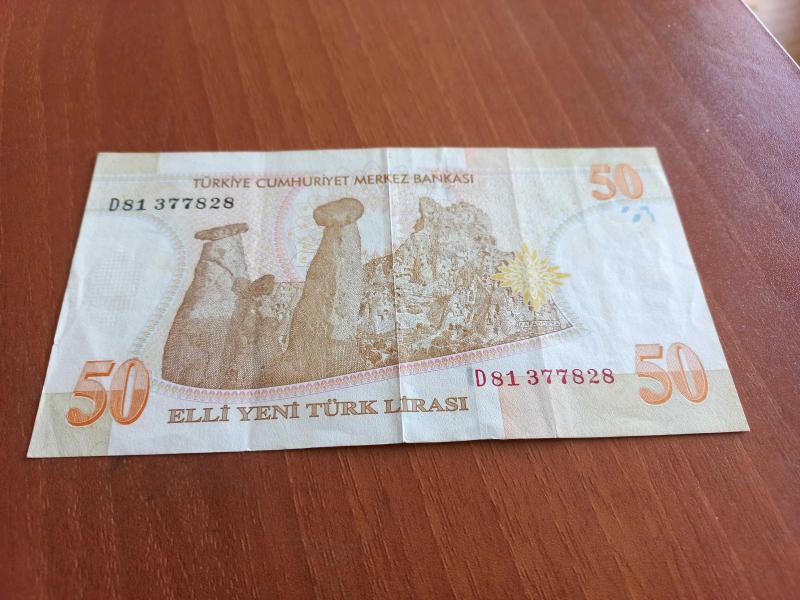 TÜRKİYE CUMHURİYET MERKEZ BANKASI
50
D81 377828
D81 377828
50
50
ELLİ YENİ TÜRK LİRASI